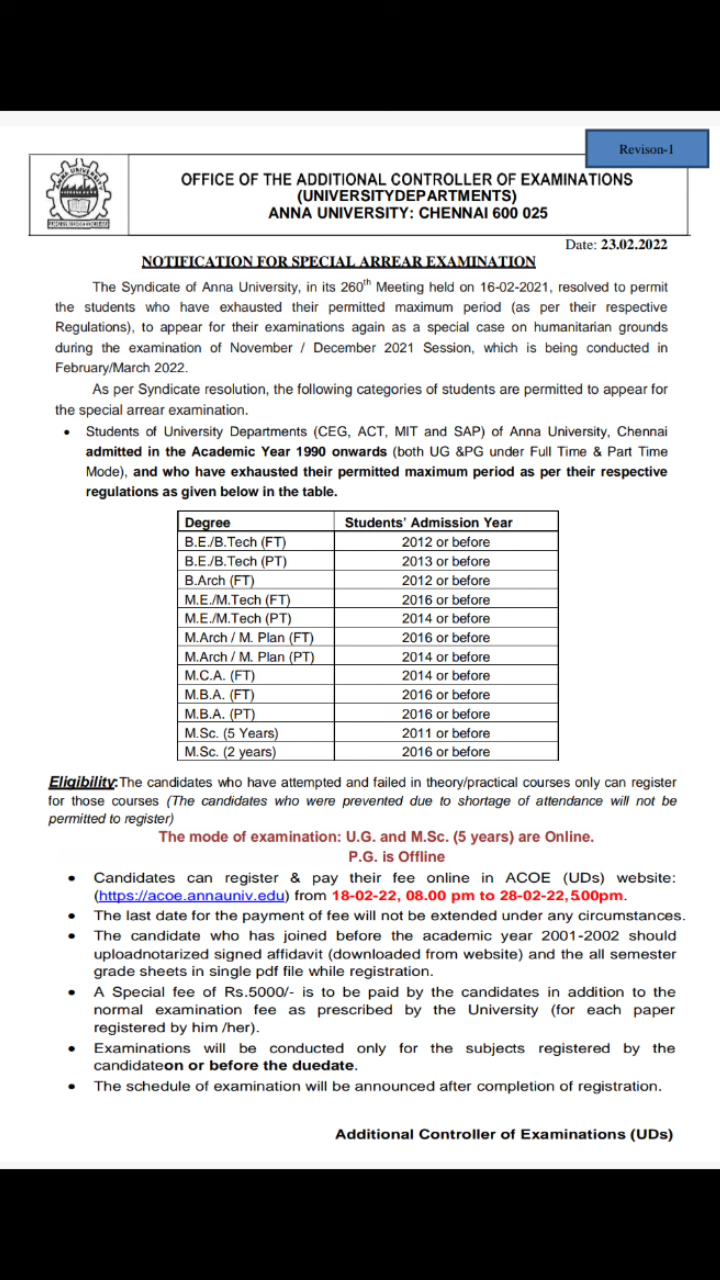 Revison-1
OFFICE OF THE ADDITIONAL CONTROLLER OF EXAMINATIONS
(UNIVERSITYDEPARTMENTS)
ANNA UNIVERSITY: CHENNAI 600 025
Date: 23.02.2022
NOTIFICATION FOR SPECIAL ARREAR EXAMINATION
The Syndicate of Anna University, in its 260th Meeting held on 16-02-2021, resolved to permit
the students who have exhausted their permitted maximum period (as per their respective
Regulations), to appear for their examinations again as a special case on humanitarian grounds
during the examination of November / December 2021 Session, which is being conducted in
February/March 2022.
As per Syndicate resolution, the following categories of students are permitted to appear for
the special arrear examination.
• Students of University Departments (CEG, ACT, MIT and SAP) of Anna University, Chennai
admitted in the Academic Year 1990 onwards (both UG &PG under Full Time & Part Time
Mode), and who have exhausted their permitted maximum period as per their respective
regulations as given below in the table.
Degree Students' Admission Year
B.E./B.Tech (FT) 2012 or before
B.E./B.Tech (PT) 2013 or before
B.Arch (FT) 2012 or before
M.E./M.Tech (FT) 2016 or before
M.E./M.Tech (PT) 2014 or before
M.Arch / M. Plan (FT) 2016 or before
M.Arch / M. Plan (PT) 2014 or before
M.C.A. (FT) 2014 or before
M.B.A. (FT) 2016 or before
M.B.A. (PT) 2016 or before
M.Sc. (5 Years) 2011 or before
M.Sc. (2 years) 2016 or before
Eligibility:The candidates who have attempted and failed in theory/practical courses only can register
for those courses (The candidates who were prevented due to shortage of attendance will not be
permitted to register)
The mode of examination: U.G. and M.Sc. (5 years) are Online.
P.G. is Offline
• Candidates can register & pay their fee online in ACOE (UDs) website:
(https://acoe.annauniv.edu) from 18-02-22, 08.00 pm to 28-02-22,5.00pm.
• The last date for the payment of fee will not be extended under any circumstances.
• The candidate who has joined before the academic year 2001-2002 should
uploadnotarized signed affidavit (downloaded from website) and the all semester
grade sheets in single pdf file while registration.
• A Special fee of Rs.5000/- is to be paid by the candidates in addition to the
normal examination fee as prescribed by the University (for each paper
registered by him /her).
• Examinations will be conducted only for the subjects registered by the
candidateon or before the duedate.
• The schedule of examination will be announced after completion of registration.
Additional Controller of Examinations (UDs)